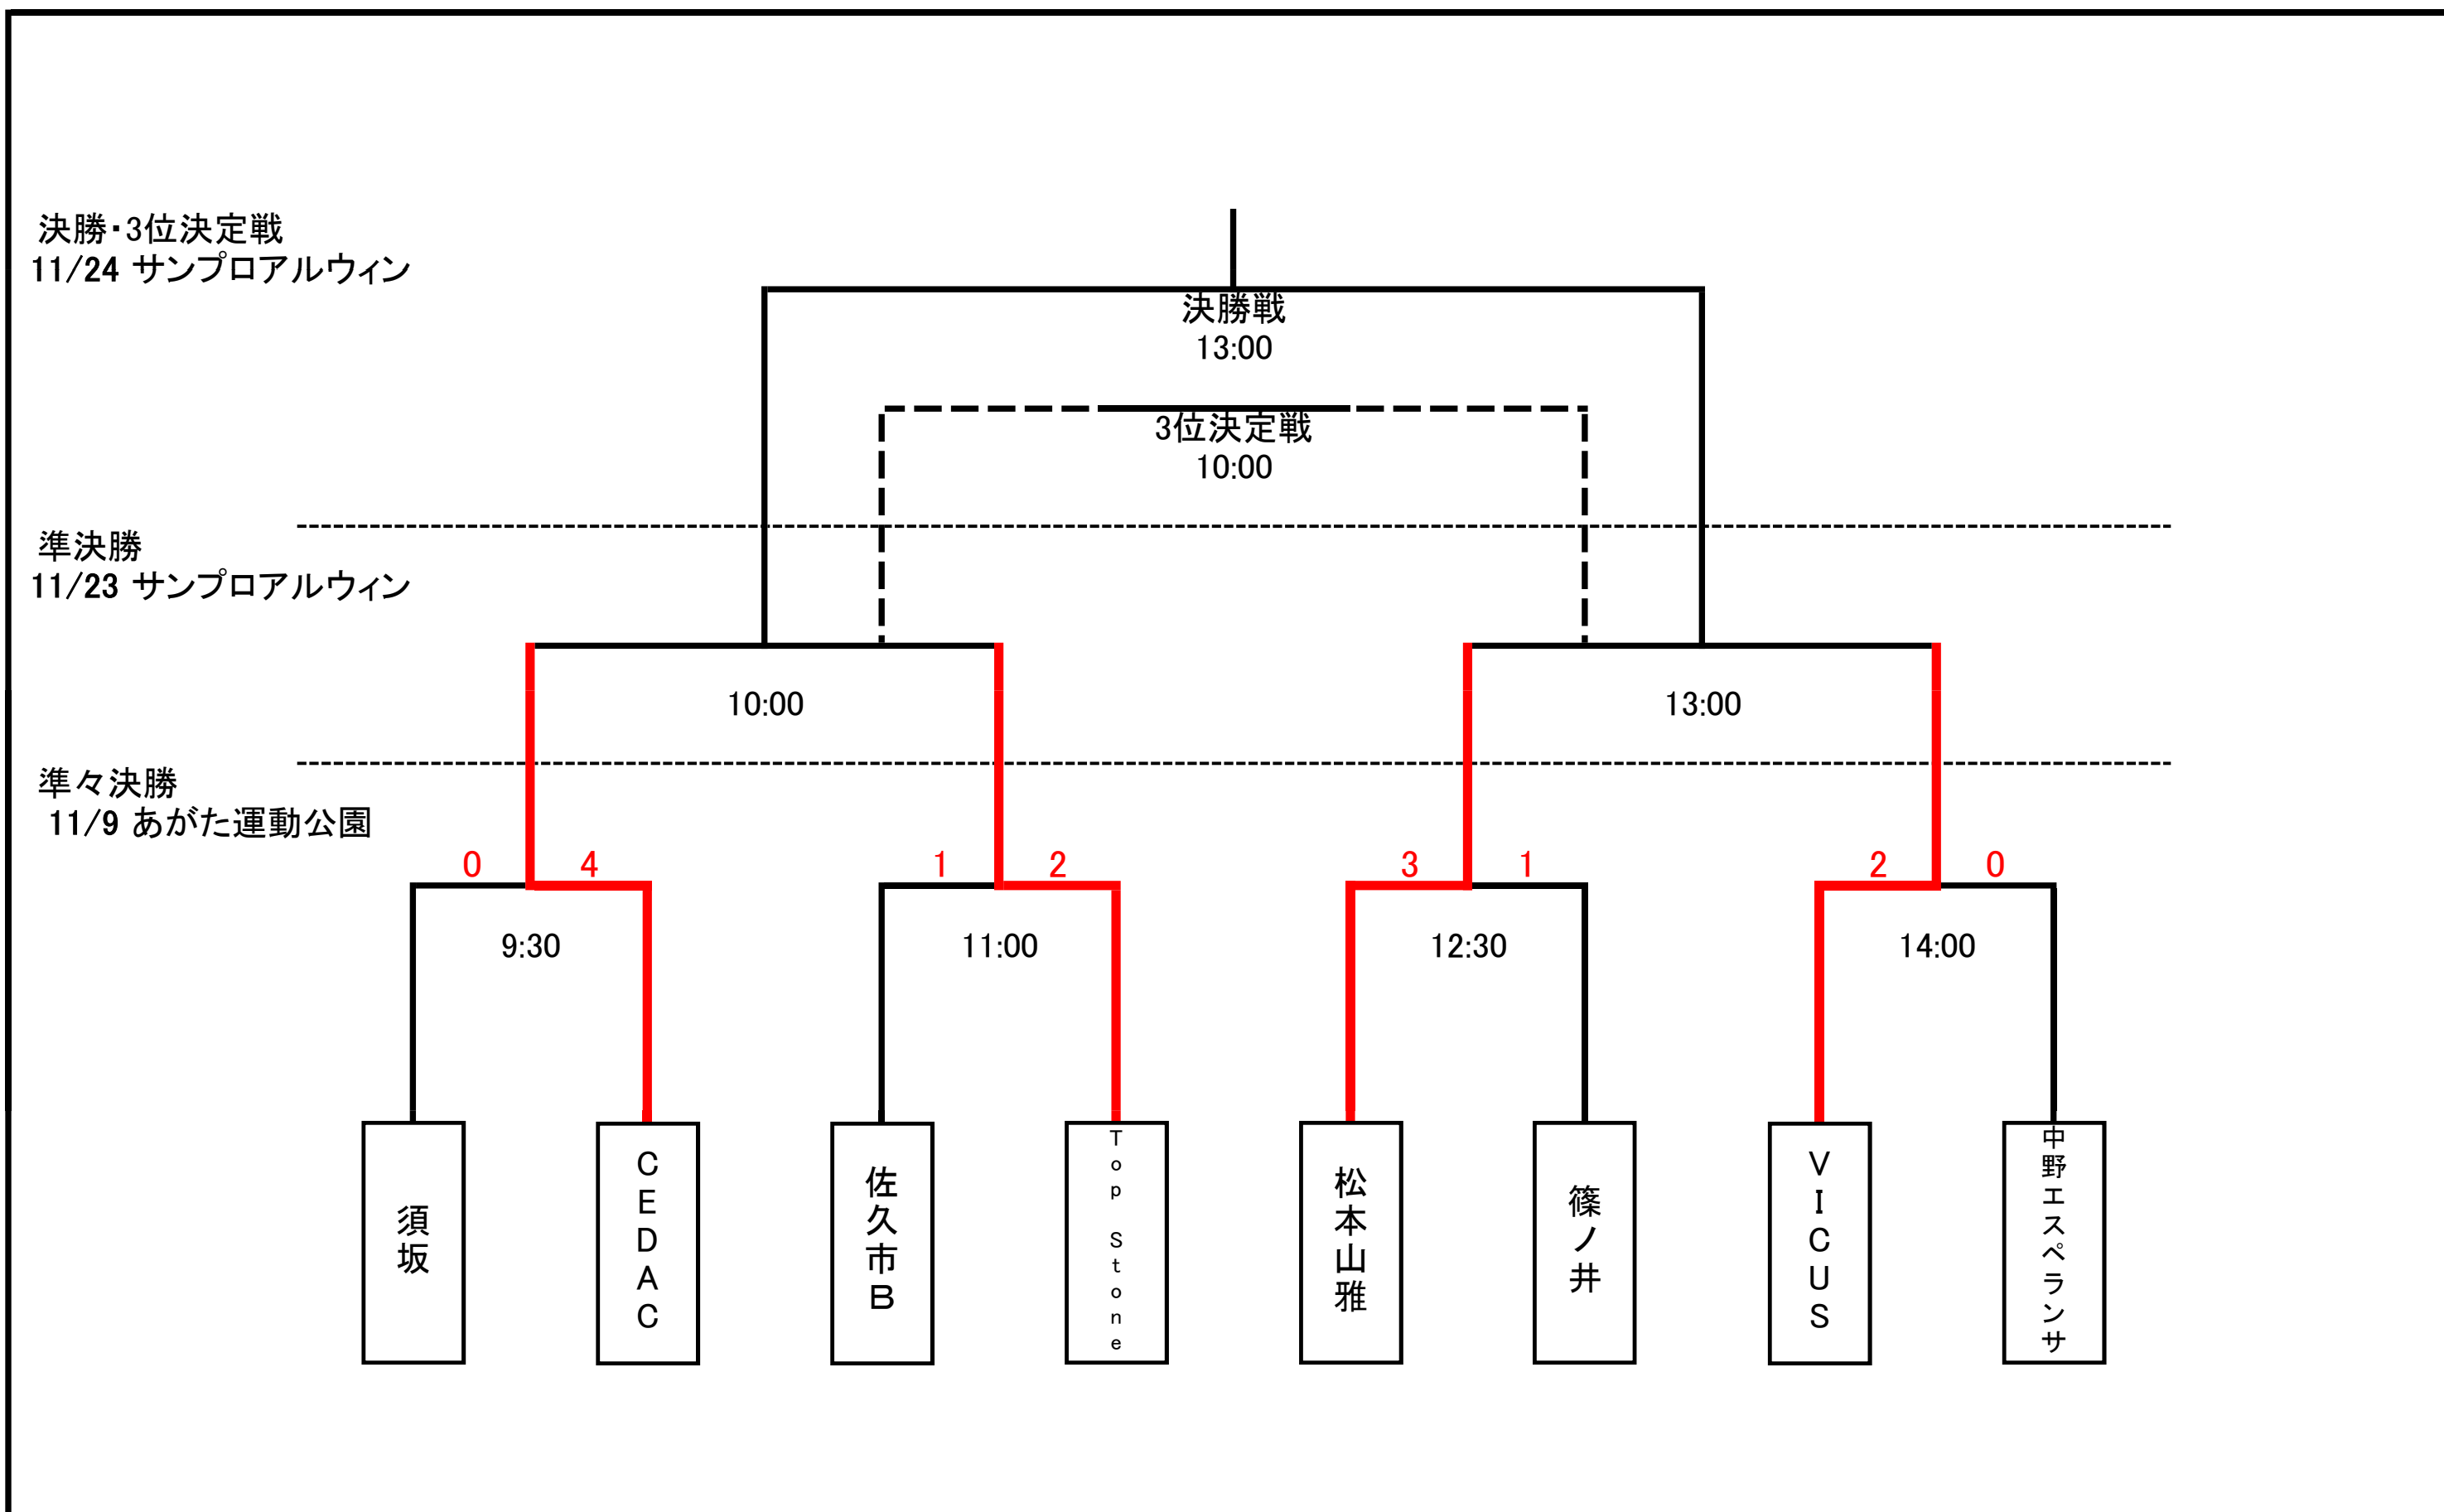 決勝・3位決定戦
11/24 サンプロアルウィン
決勝戦
13:00
3位決定戦
10:00
準決勝
11/23 サンプロアルウィン
10:00
13:00
準々決勝
11/9 あがた運動公園
0 4 1 2 3 1 2 0
9:30 11:00 12:30 14:00
須坂
CEDAC
佐久市B
Top Stone
松本山雅
篠ノ井
VICUS
中野エスペランサ